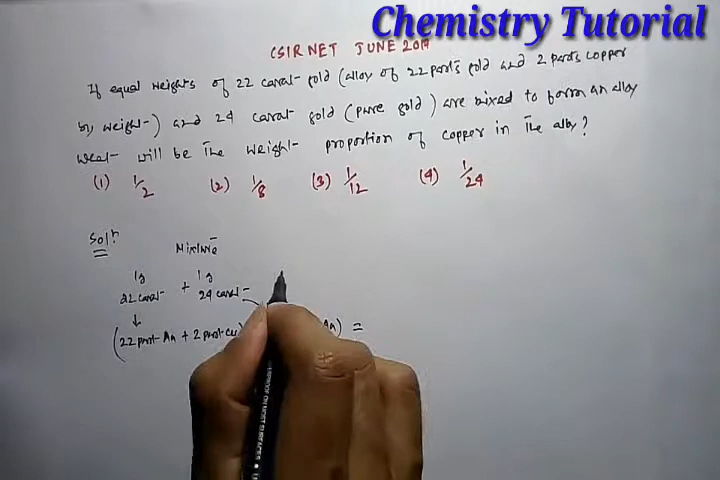 Chemistry Tutorial
CSIR NET JUNE 2017
If equal weights of 22 carat gold (alloy of 22 parts gold and 2 parts copper
by weight) and 24 carat gold (pure gold) are mixed to form an alloy
what will be the weight proportion of copper in the alloy?
(1) 1/2 (2) 1/8 (3) 1/12 (4) 1/24
Soln
Mixture
1g 1g
22 carat + 24 carat
(22 part Au + 2 part Cu Au) =